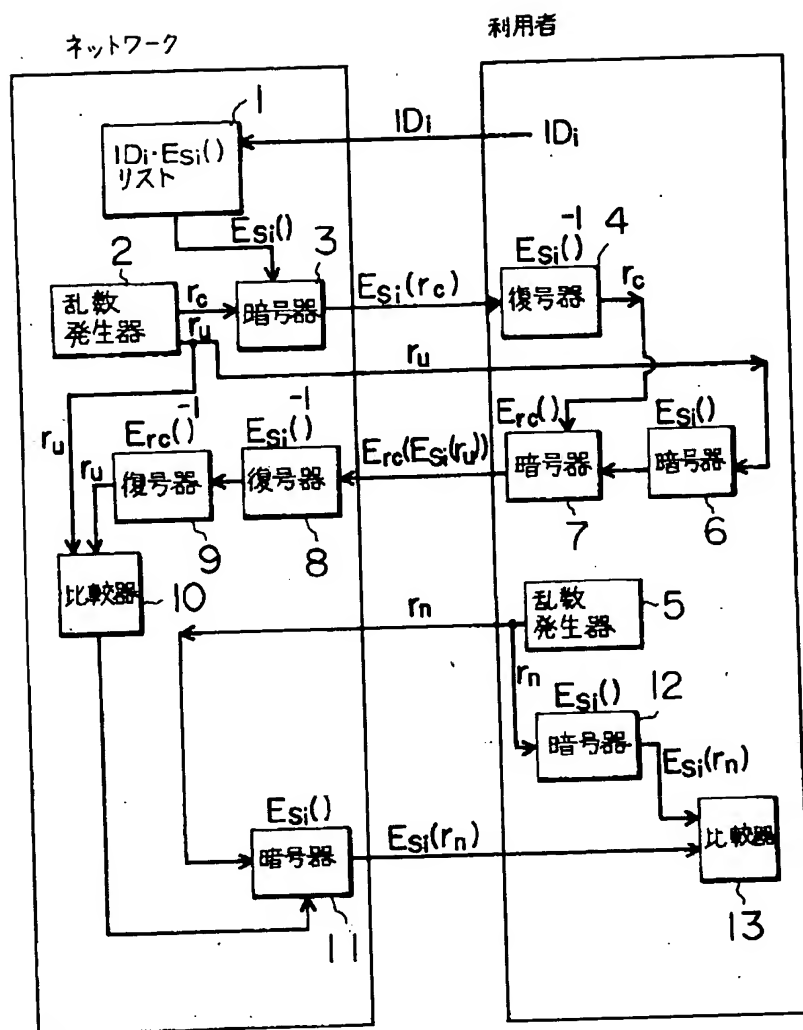 ネットワーク
利用者
1
IDi・Esi()
リスト
IDi
IDi
Esi()
2
乱数
発生器
rc
ru
3
暗号器
Esi(rc)
Esi()-1
4
復号器
rc
ru
ru
Erc()-1
Esi()-1
Erc(Esi(ru))
Erc()
Esi()
ru
復号器
9
復号器
8
暗号器
7
暗号器
6
比較器
10
rn
乱数
発生器
5
rn
Esi()
12
暗号器
Esi(rn)
Esi()
暗号器
11
Esi(rn)
比較器
13